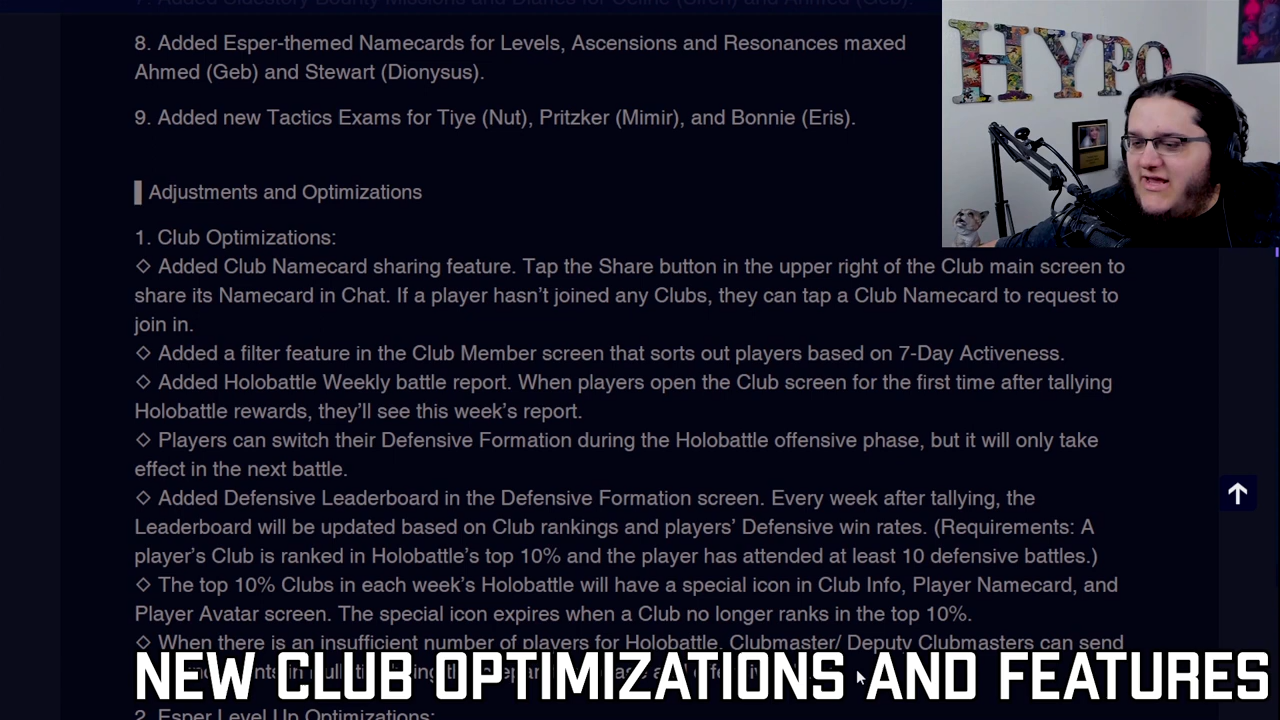 8. Added Esper-themed Namecards for Levels, Ascensions and Resonances maxed
Ahmed (Geb) and Stewart (Dionysus).
9. Added new Tactics Exams for Tiye (Nut), Pritzker (Mimir), and Bonnie (Eris).
HYPO
Adjustments and Optimizations
1. Club Optimizations:
◇ Added Club Namecard sharing feature. Tap the Share button in the upper right of the Club main screen to
share its Namecard in Chat. If a player hasn't joined any Clubs, they can tap a Club Namecard to request to
join in.
◇ Added a filter feature in the Club Member screen that sorts out players based on 7-Day Activeness.
◇ Added Holobattle Weekly battle report. When players open the Club screen for the first time after tallying
Holobattle rewards, they'll see this week's report.
◇ Players can switch their Defensive Formation during the Holobattle offensive phase, but it will only take
effect in the next battle.
◇ Added Defensive Leaderboard in the Defensive Formation screen. Every week after tallying, the
Leaderboard will be updated based on Club rankings and players' Defensive win rates. (Requirements: A
player's Club is ranked in Holobattle's top 10% and the player has attended at least 10 defensive battles.)
◇ The top 10% Clubs in each week's Holobattle will have a special icon in Club Info, Player Namecard, and
Player Avatar screen. The special icon expires when a Club no longer ranks in the top 10%.
◇ When there is an insufficient number of players for Holobattle, Clubmaster/ Deputy Clubmasters can send
NEW CLUB OPTIMIZATIONS AND FEATURES
2. Esper Level Up Optimizations: